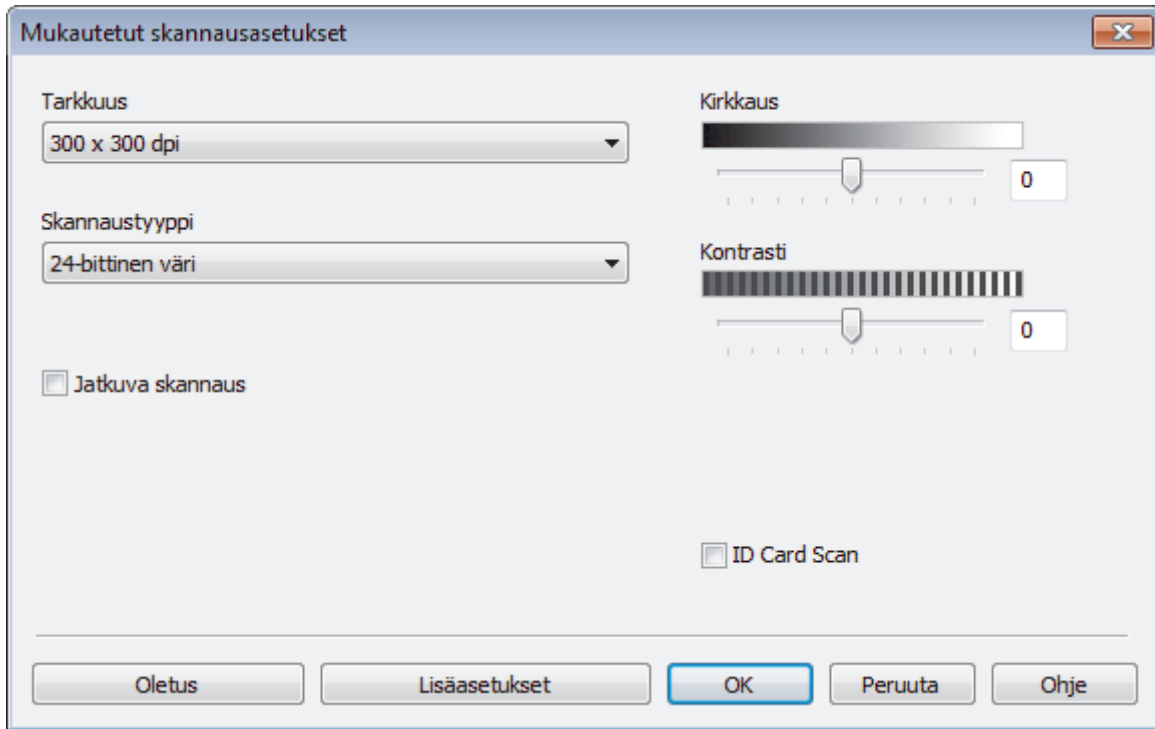 Mukautetut skannausasetukset
Tarkkuus
300 x 300 dpi
Skannaustyyppi
24-bittinen väri
Jatkuva skannaus
Kirkkaus
0
Kontrasti
0
ID Card Scan
Oletus
Lisäasetukset
OK
Peruuta
Ohje